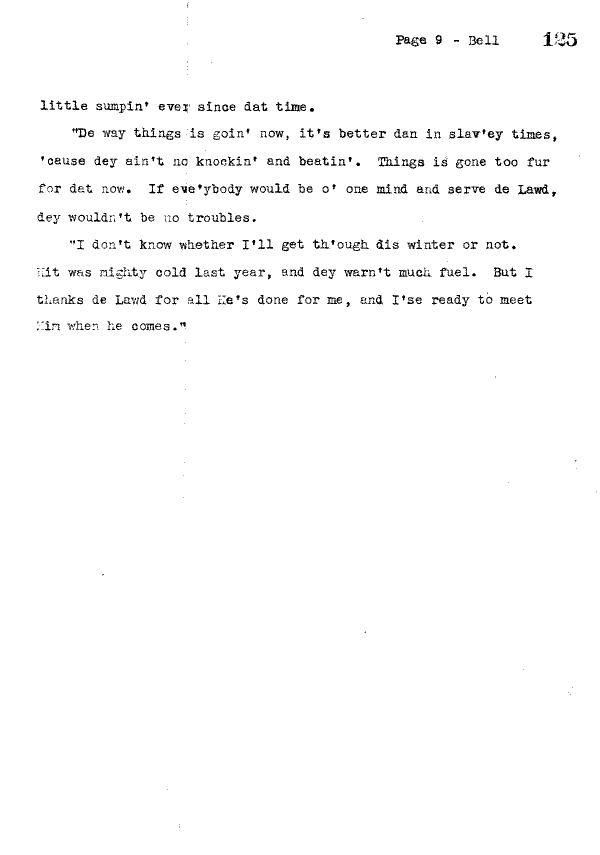 Page 9 - Bell 125
little sumpin' ever since dat time.
"De way things is goin' now, it's better dan in slav'ey times,
'cause dey ain't no knockin' and beatin'. Things is gone too fur
for dat now. If eve'ybody would be o' one mind and serve de Lawd,
dey wouldn't be no troubles.
"I don't know whether I'll get th'ough dis winter or not.
Hit was mighty cold last year, and dey warn't much fuel. But I
thanks de Lawd for all He's done for me, and I'se ready to meet
Him when he comes."